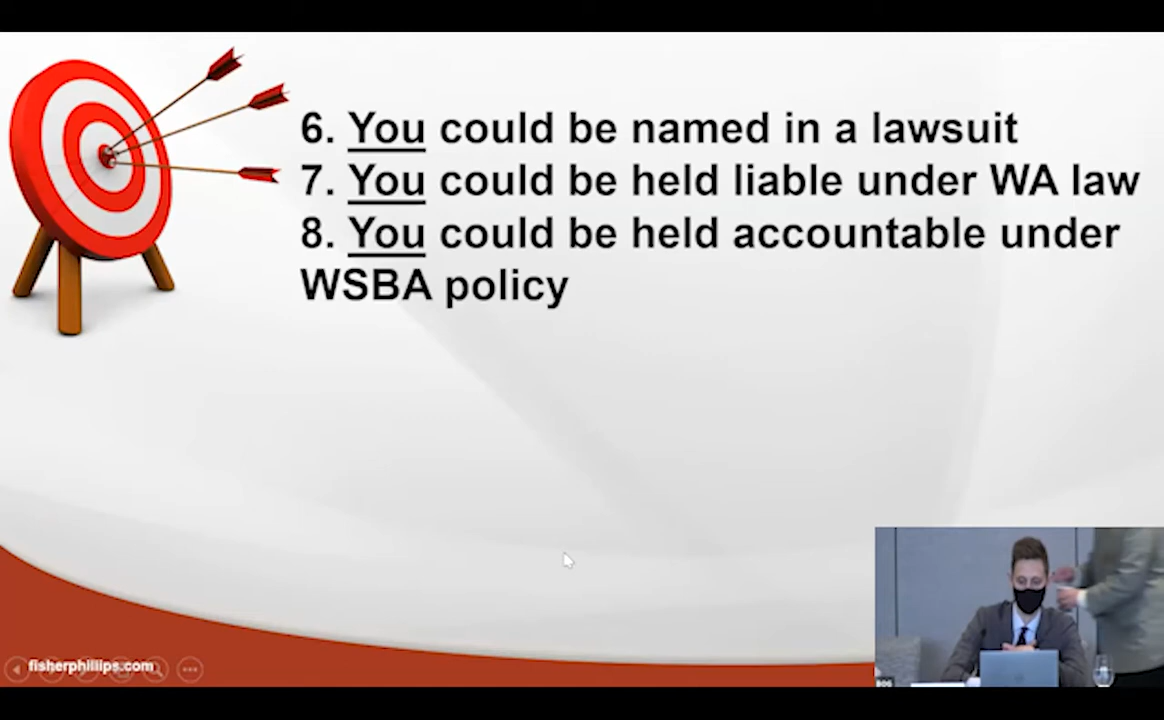 6. You could be named in a lawsuit
7. You could be held liable under WA law
8. You could be held accountable under
WSBA policy
fisherphillips.com
BOG